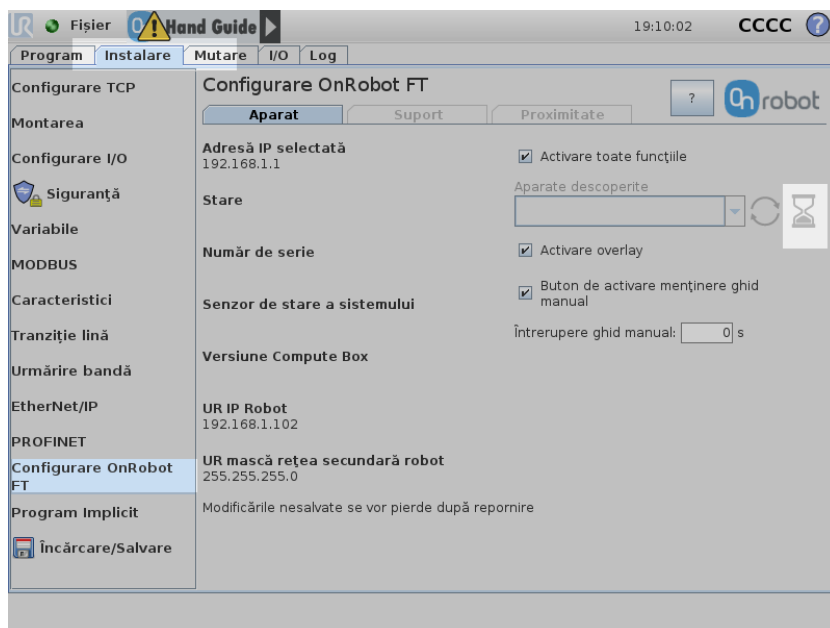 Fișier
Hand Guide
19:10:02
CCCC
?
Program
Instalare
Mutare
I/O
Log
Configurare TCP
Montarea
Configurare I/O
Siguranță
Variabile
MODBUS
Caracteristici
Tranziție lină
Urmărire bandă
EtherNet/IP
PROFINET
Configurare OnRobot
FT
Program Implicit
Încărcare/Salvare
Configurare OnRobot FT
?
On robot
Aparat
Suport
Proximitate
Adresă IP selectată
192.168.1.1
Stare
Număr de serie
Senzor de stare a sistemului
Versiune Compute Box
UR IP Robot
192.168.1.102
UR mască rețea secundară robot
255.255.255.0
Modificările nesalvate se vor pierde după repornire
Activare toate funcțiile
Aparate descoperite
Activare overlay
Buton de activare menținere ghid
manual
Întrerupere ghid manual: 0 s